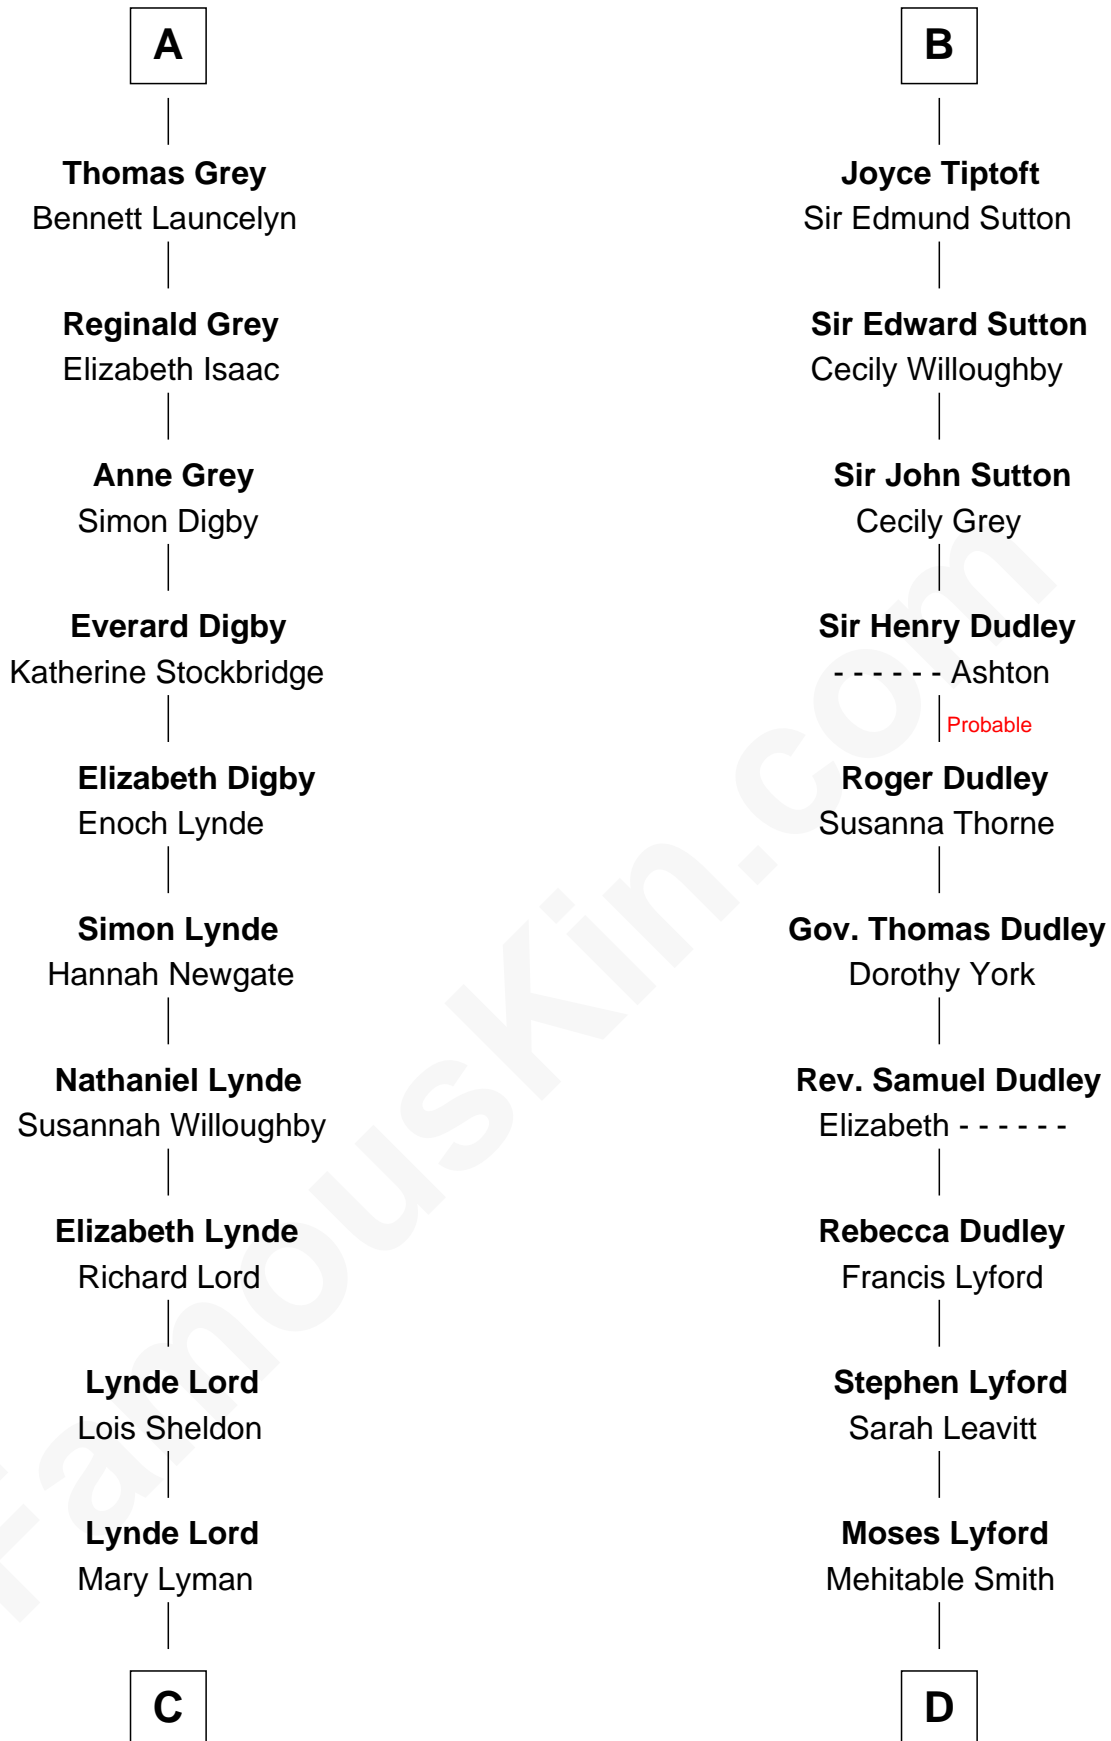 A
Thomas Grey
Bennett Launcelyn
Reginald Grey
Elizabeth Isaac
Anne Grey
Simon Digby
Everard Digby
Katherine Stockbridge
Elizabeth Digby
Enoch Lynde
Simon Lynde
Hannah Newgate
Nathaniel Lynde
Susannah Willoughby
Elizabeth Lynde
Richard Lord
Lynde Lord
Lois Sheldon
Lynde Lord
Mary Lyman
C
B
Joyce Tiptoft
Sir Edmund Sutton
Sir Edward Sutton
Cecily Willoughby
Sir John Sutton
Cecily Grey
Sir Henry Dudley
- - - - - - Ashton
Probable
Roger Dudley
Susanna Thorne
Gov. Thomas Dudley
Dorothy York
Rev. Samuel Dudley
Elizabeth - - - - - -
Rebecca Dudley
Francis Lyford
Stephen Lyford
Sarah Leavitt
Moses Lyford
Mehitable Smith
D
FamousKin.com